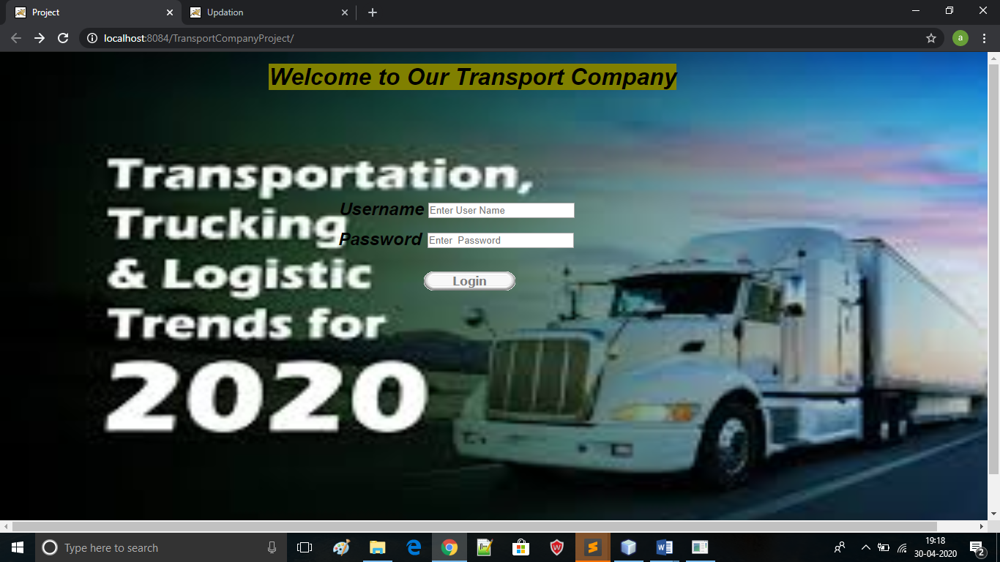 Project
Updation
localhost:8084/TransportCompanyProject/
a
Welcome to Our Transport Company
Transportation,
Trucking
& Logistic
Trends for
2020
Username Enter User Name
Password Enter Password
Login
Type here to search
W
19:18
30-04-2020
2